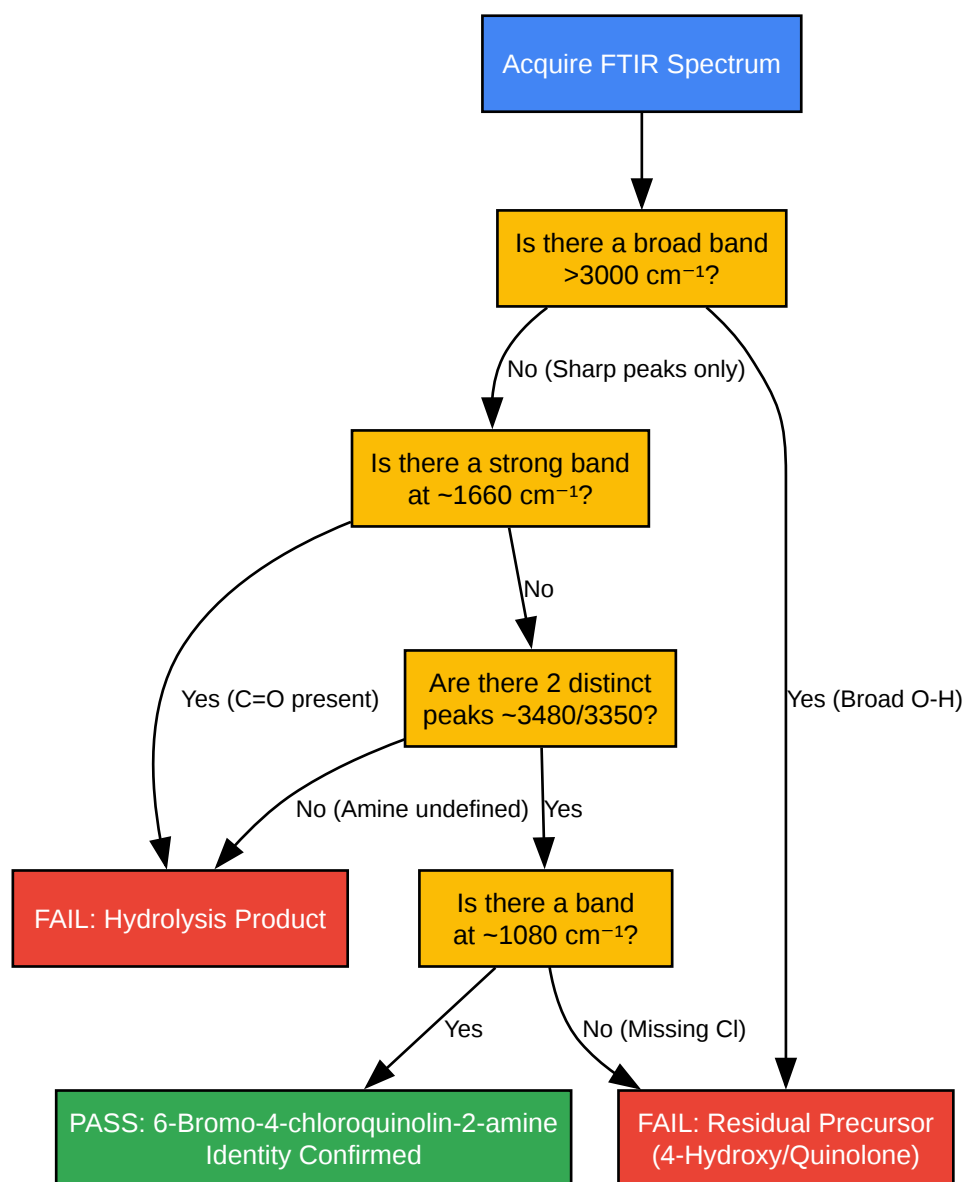 Acquire FTIR Spectrum
Is there a broad band
>3000 cm⁻¹?
No (Sharp peaks only)
Is there a strong band
at ~1660 cm⁻¹?
No
Are there 2 distinct
peaks ~3480/3350?
Yes (C=O present)
Yes (Broad O-H)
No (Amine undefined)
Yes
FAIL: Hydrolysis Product
Is there a band
at ~1080 cm⁻¹?
Yes
No (Missing Cl)
PASS: 6-Bromo-4-chloroquinolin-2-amine
Identity Confirmed
FAIL: Residual Precursor
(4-Hydroxy/Quinolone)